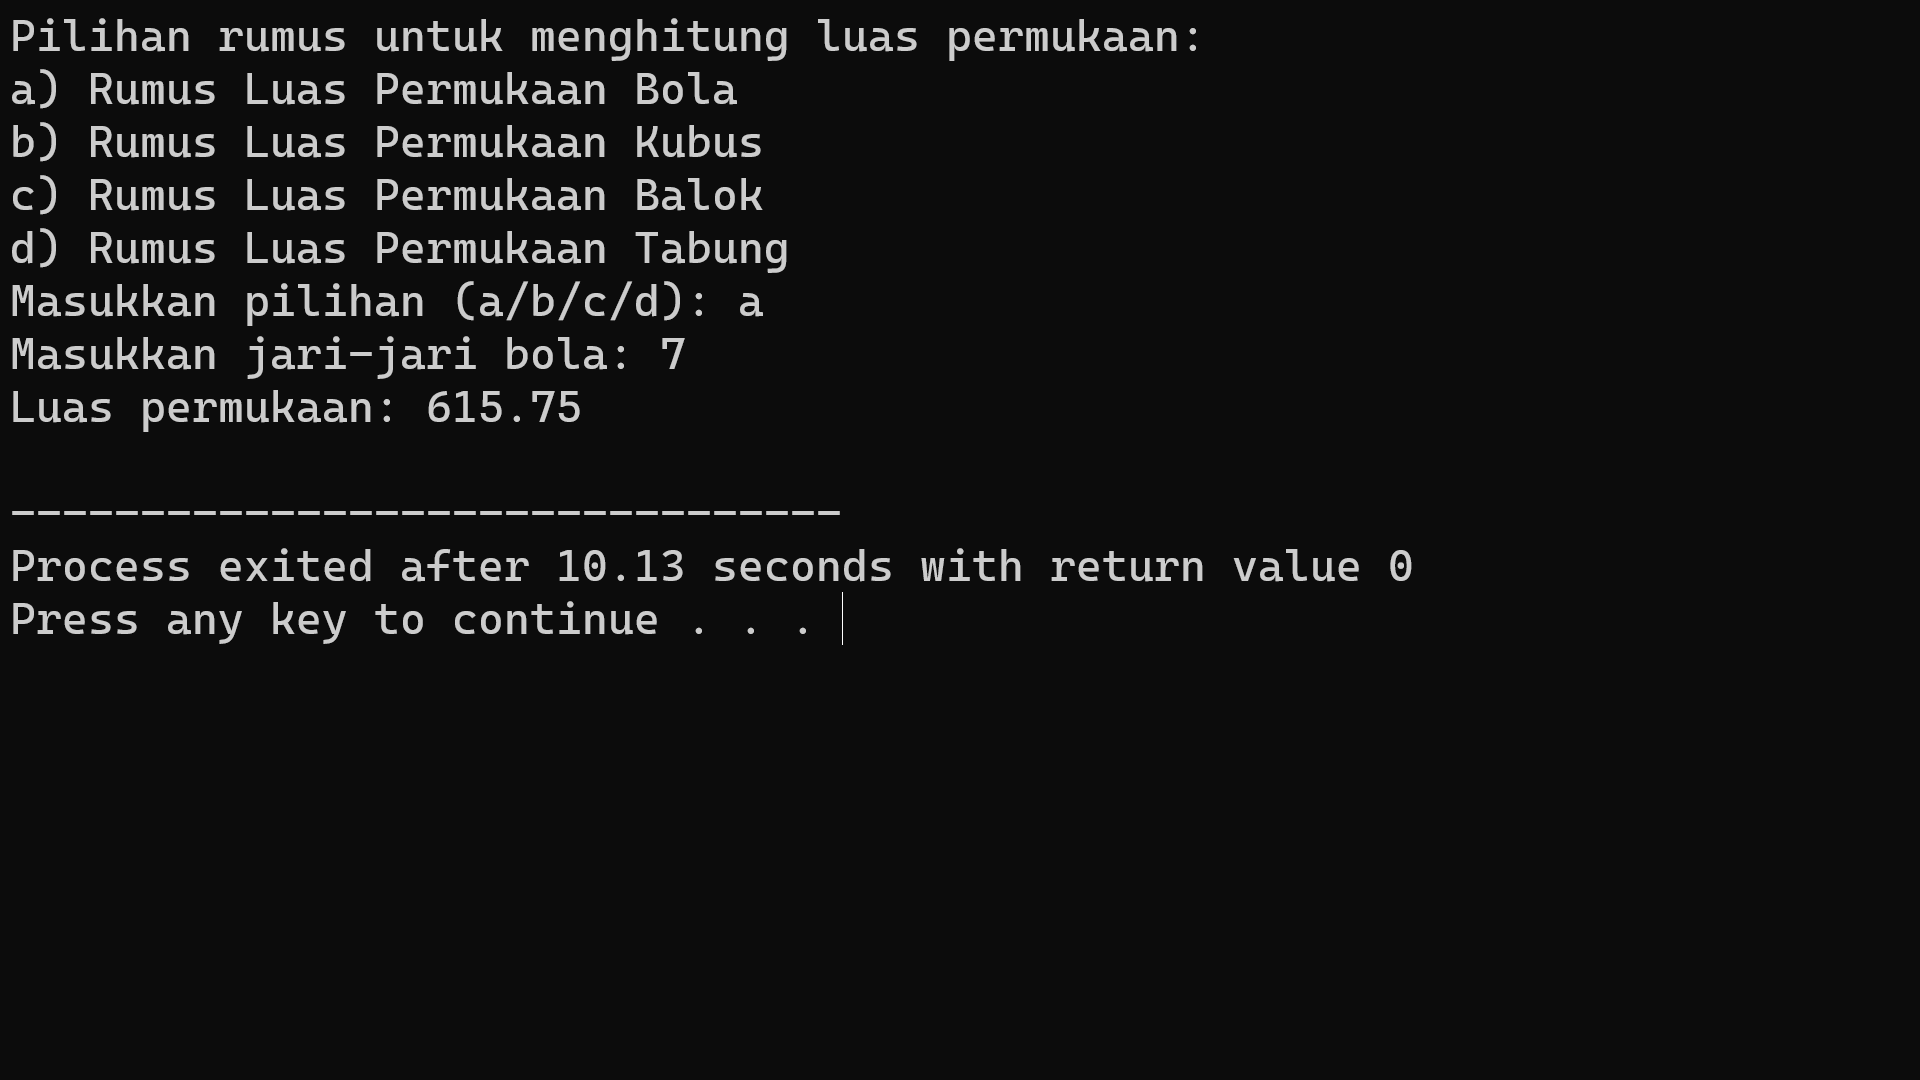 Pilihan rumus untuk menghitung luas permukaan:
a) Rumus Luas Permukaan Bola
b) Rumus Luas Permukaan Kubus
c) Rumus Luas Permukaan Balok
d) Rumus Luas Permukaan Tabung
Masukkan pilihan (a/b/c/d): a
Masukkan jari-jari bola: 7
Luas permukaan: 615.75
--------------------------------
Process exited after 10.13 seconds with return value 0
Press any key to continue . . .